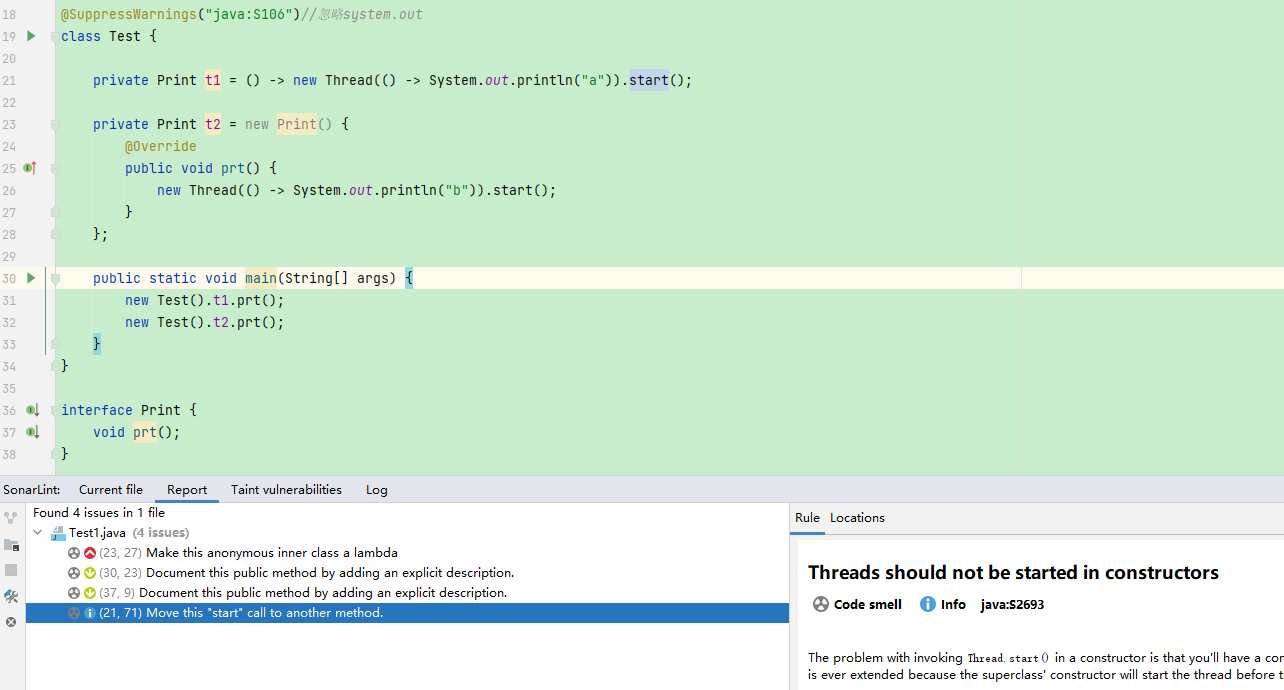 18 @SuppressWarnings("java:S106")//忽略system.out
19 class Test {
20
21 private Print t1 = () -> new Thread(() -> System.out.println("a")).start();
22
23 private Print t2 = new Print() {
24 @Override
25 public void prt() {
26 new Thread(() -> System.out.println("b")).start();
27 }
28 };
29
30 public static void main(String[] args) {
31 new Test().t1.prt();
32 new Test().t2.prt();
33 }
34 }
35
36 interface Print {
37 void prt();
38 }
SonarLint: Current file Report Taint vulnerabilities Log
Found 4 issues in 1 file
Test1.java (4 issues)
(23, 27) Make this anonymous inner class a lambda
(30, 23) Document this public method by adding an explicit description.
(37, 9) Document this public method by adding an explicit description.
(21, 71) Move this "start" call to another method.
Rule Locations
Threads should not be started in constructors
Code smell Info java:S2693
The problem with invoking Thread.start() in a constructor is that you'll have a con
is ever extended because the superclass' constructor will start the thread before t